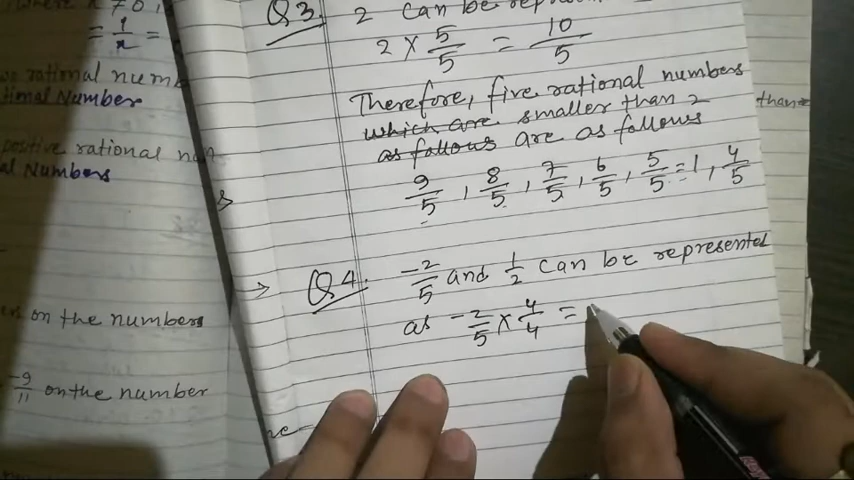 = 1/x =
rational numb
tional Number
positive rational nu
al Numbers
on the numbers
-9/11 on the number
Q3. 2 can be
2 × 5/5 = 10/5
Therefore, five rational numbers
which are smaller than 2
as follows are as follows
9/5, 8/5, 7/5, 6/5, 5/5 = 1, 4/5
Q4. -2/5 and 1/2 can be represented
as -2/5 × 4/4 =
than